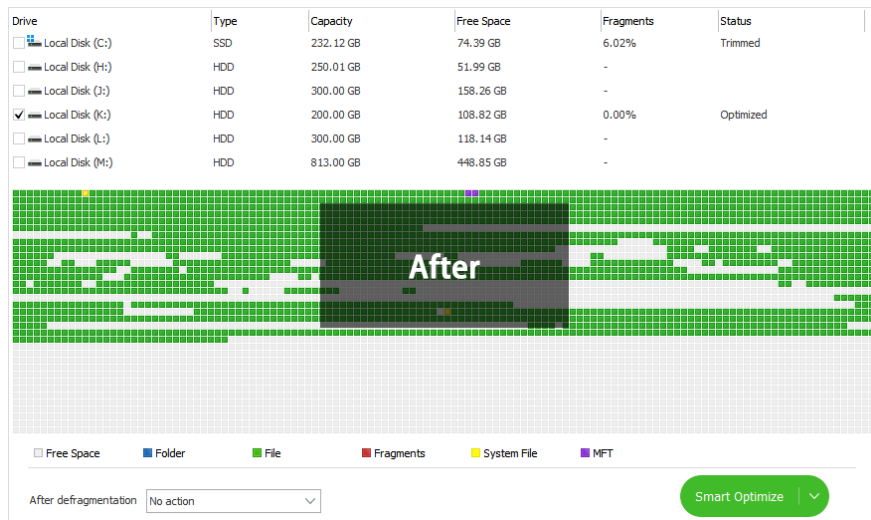 Drive Type Capacity Free Space Fragments Status
Local Disk (C:) SSD 232.12 GB 74.39 GB 6.02% Trimmed
Local Disk (H:) HDD 250.01 GB 51.99 GB -
Local Disk (J:) HDD 300.00 GB 158.26 GB -
Local Disk (K:) HDD 200.00 GB 108.82 GB 0.00% Optimized
Local Disk (L:) HDD 300.00 GB 118.14 GB -
Local Disk (M:) HDD 813.00 GB 448.85 GB -
After
Free Space Folder File Fragments System File MFT
After defragmentation No action Smart Optimize